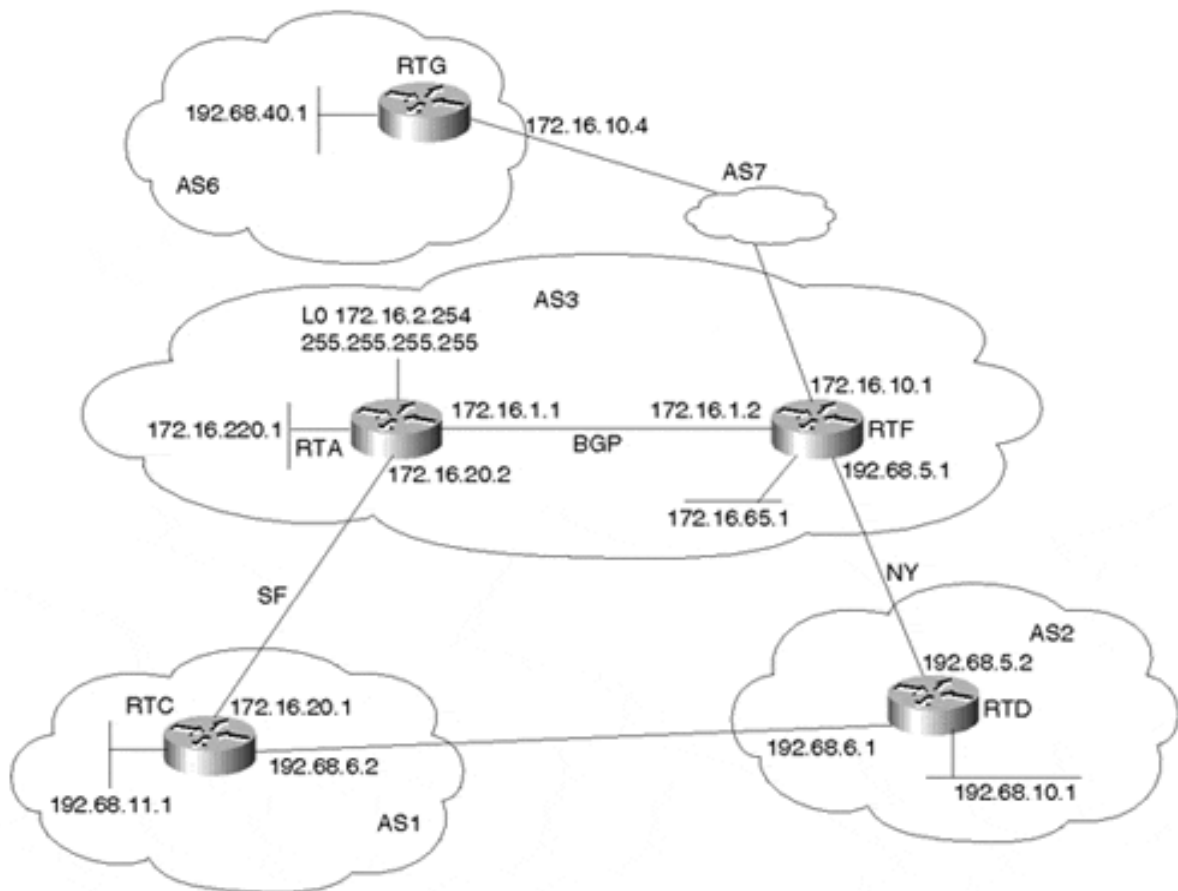 RTG
192.68.40.1
172.16.10.4
AS7
AS6
AS3
L0 172.16.2.254
255.255.255.255
172.16.10.1
172.16.1.1
172.16.1.2
172.16.220.1
RTA
BGP
RTF
172.16.20.2
192.68.5.1
172.16.65.1
SF
NY
AS2
192.68.5.2
RTC
172.16.20.1
RTD
192.68.6.1
192.68.6.2
192.68.11.1
192.68.10.1
AS1